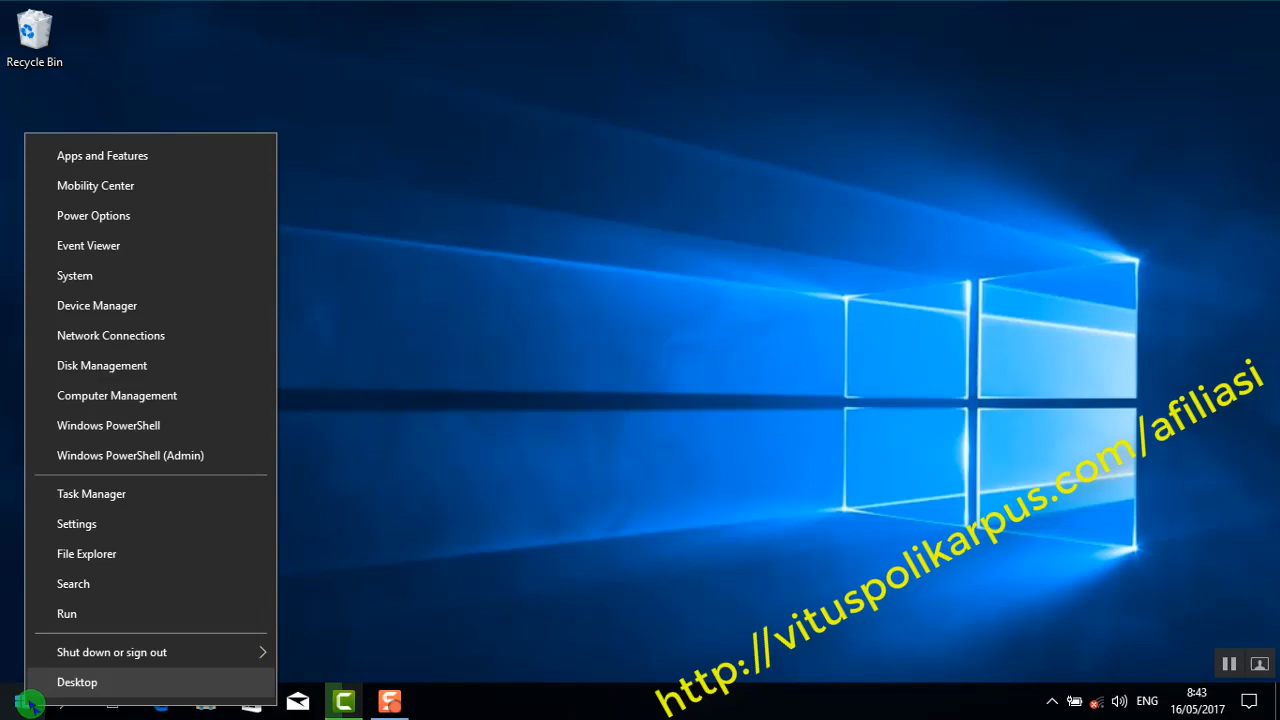 Recycle Bin
Apps and Features
Mobility Center
Power Options
Event Viewer
System
Device Manager
Network Connections
Disk Management
Computer Management
Windows PowerShell
Windows PowerShell (Admin)
Task Manager
Settings
File Explorer
Search
Run
Shut down or sign out
Desktop
http://vituspolikarpus.com/afiliasi
ENG
8:43
16/05/2017